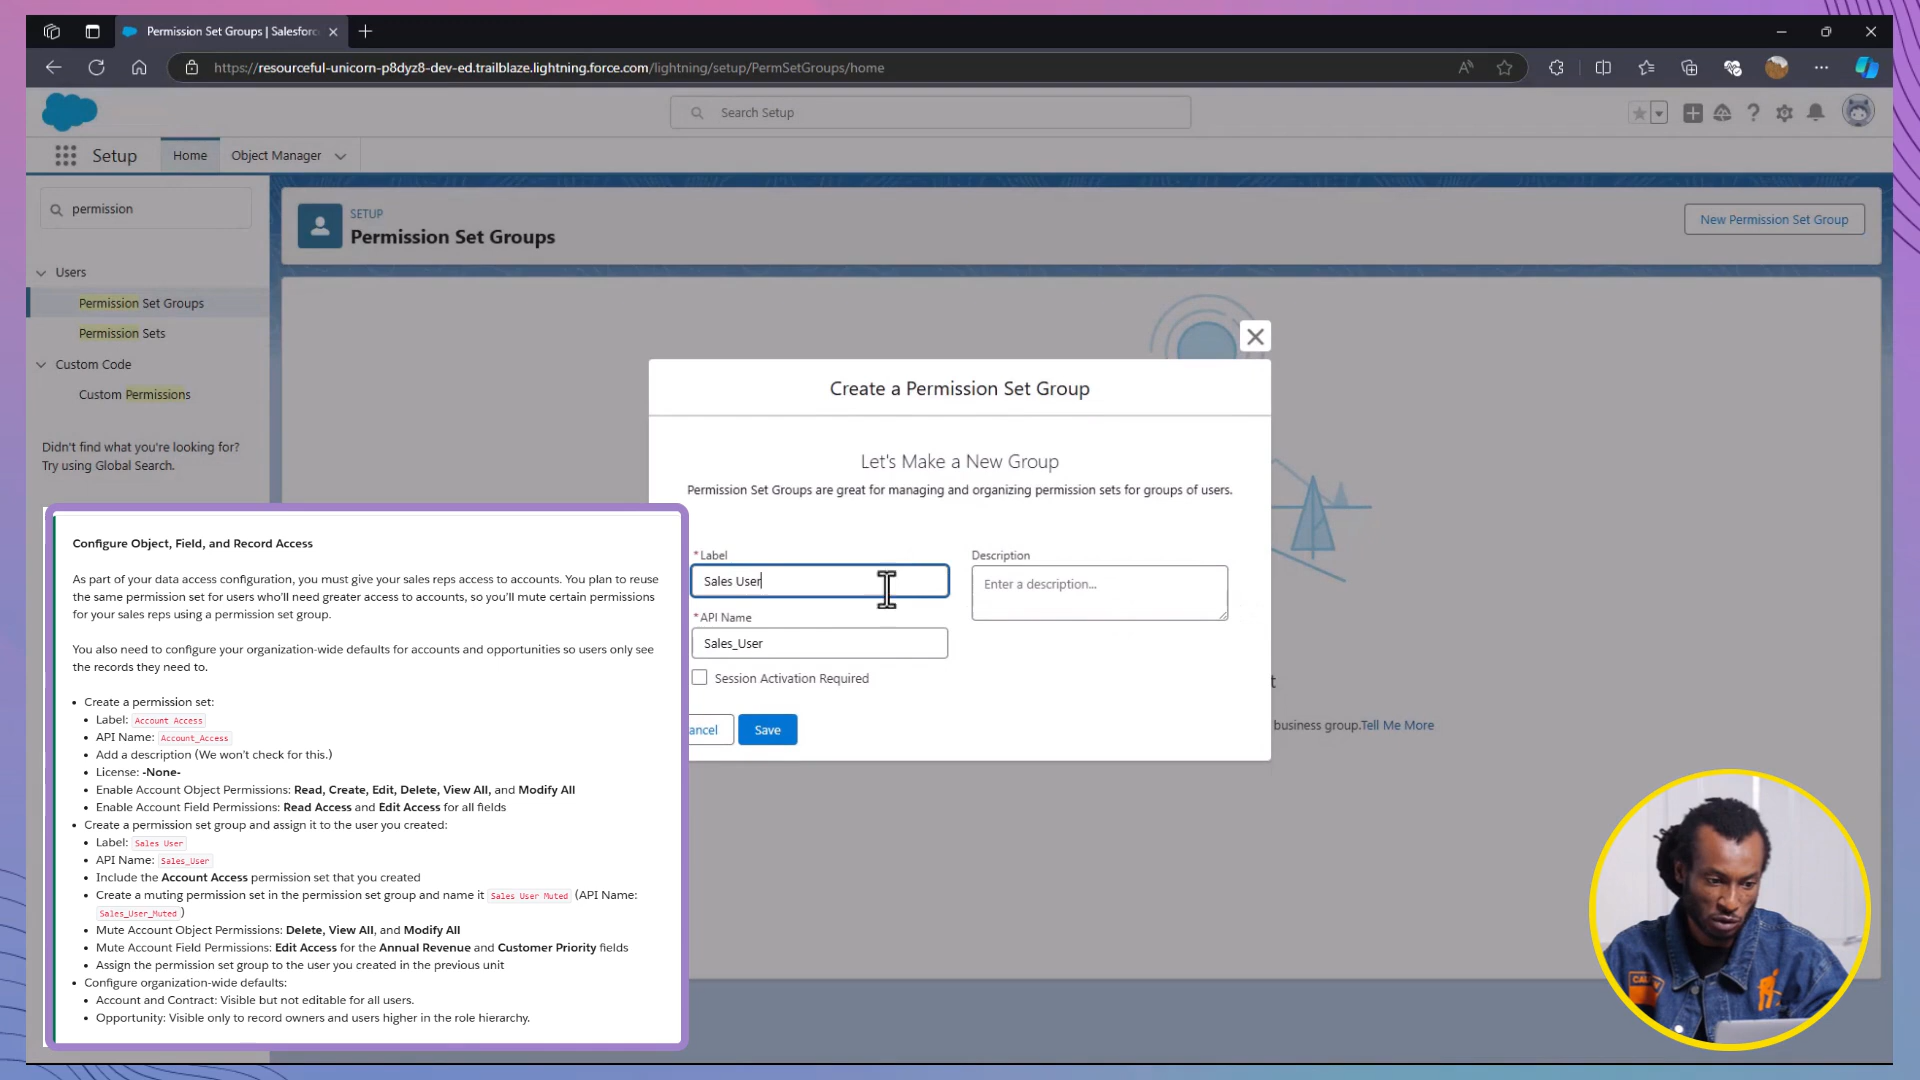 Permission Set Groups | Salesforc
https://resourceful-unicorn-p8dyz8-dev-ed.trailblaze.lightning.force.com/lightning/setup/PermSetGroups/home
Search Setup
Setup
Home
Object Manager
permission
SETUP
Permission Set Groups
New Permission Set Group
Users
Permission Set Groups
Permission Sets
Custom Code
Custom Permissions
Didn't find what you're looking for?
Try using Global Search.
Create a Permission Set Group
Let's Make a New Group
Permission Set Groups are great for managing and organizing permission sets for groups of users.
* Label
Sales User
Description
Enter a description...
* API Name
Sales_User
Session Activation Required
ancel
Save
t
business group.Tell Me More
Configure Object, Field, and Record Access
As part of your data access configuration, you must give your sales reps access to accounts. You plan to reuse
the same permission set for users who'll need greater access to accounts, so you'll mute certain permissions
for your sales reps using a permission set group.
You also need to configure your organization-wide defaults for accounts and opportunities so users only see
the records they need to.
• Create a permission set:
• Label: Account Access
• API Name: Account_Access
• Add a description (We won't check for this.)
• License: -None-
• Enable Account Object Permissions: Read, Create, Edit, Delete, View All, and Modify All
• Enable Account Field Permissions: Read Access and Edit Access for all fields
• Create a permission set group and assign it to the user you created:
• Label: Sales User
• API Name: Sales_User
• Include the Account Access permission set that you created
• Create a muting permission set in the permission set group and name it Sales User Muted (API Name:
Sales_User_Muted)
• Mute Account Object Permissions: Delete, View All, and Modify All
• Mute Account Field Permissions: Edit Access for the Annual Revenue and Customer Priority fields
• Assign the permission set group to the user you created in the previous unit
• Configure organization-wide defaults:
• Account and Contract: Visible but not editable for all users.
• Opportunity: Visible only to record owners and users higher in the role hierarchy.